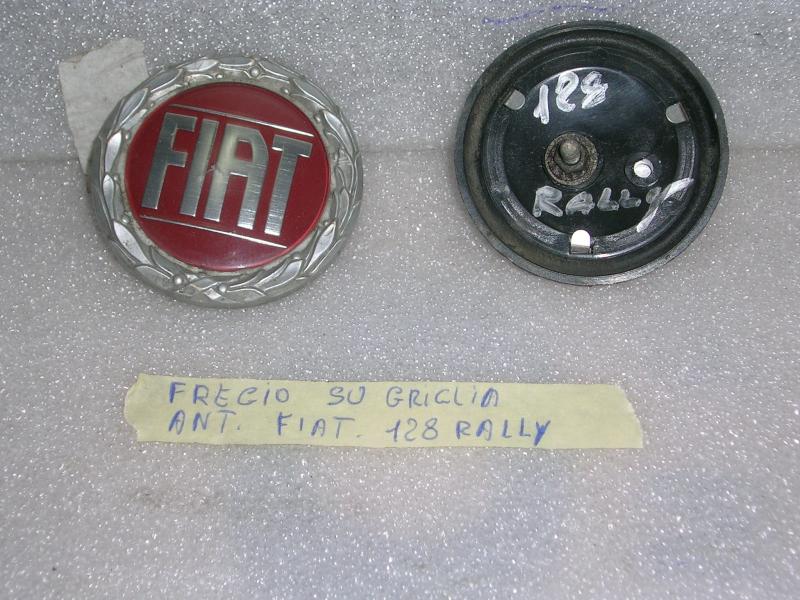 FIAT
128
RALLY
FREGIO SU GRIGLIA
ANT. FIAT. 128 RALLY